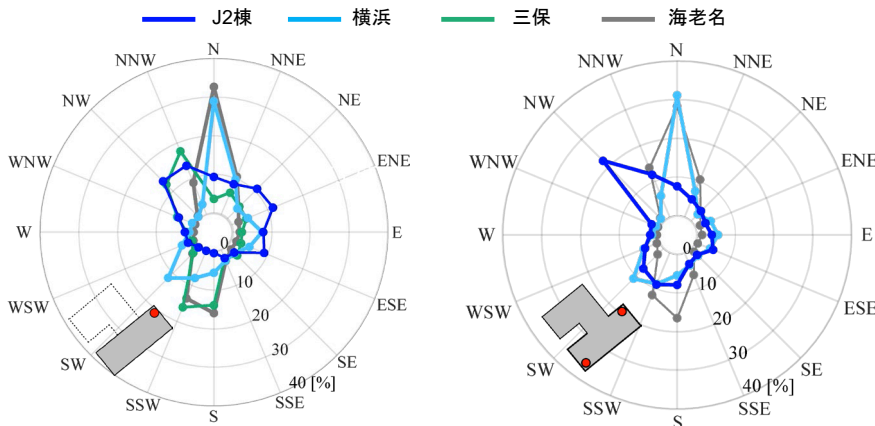 J2棟 横浜 三保 海老名
N
NNW NNE
NW NE
WNW ENE
W E
WSW ESE
SW SE
SSW SSE
S
0
10
20
30
40 [%]
N
NNW NNE
NW NE
WNW ENE
W E
WSW ESE
SW SE
SSW SSE
S
0
10
20
30
40 [%]